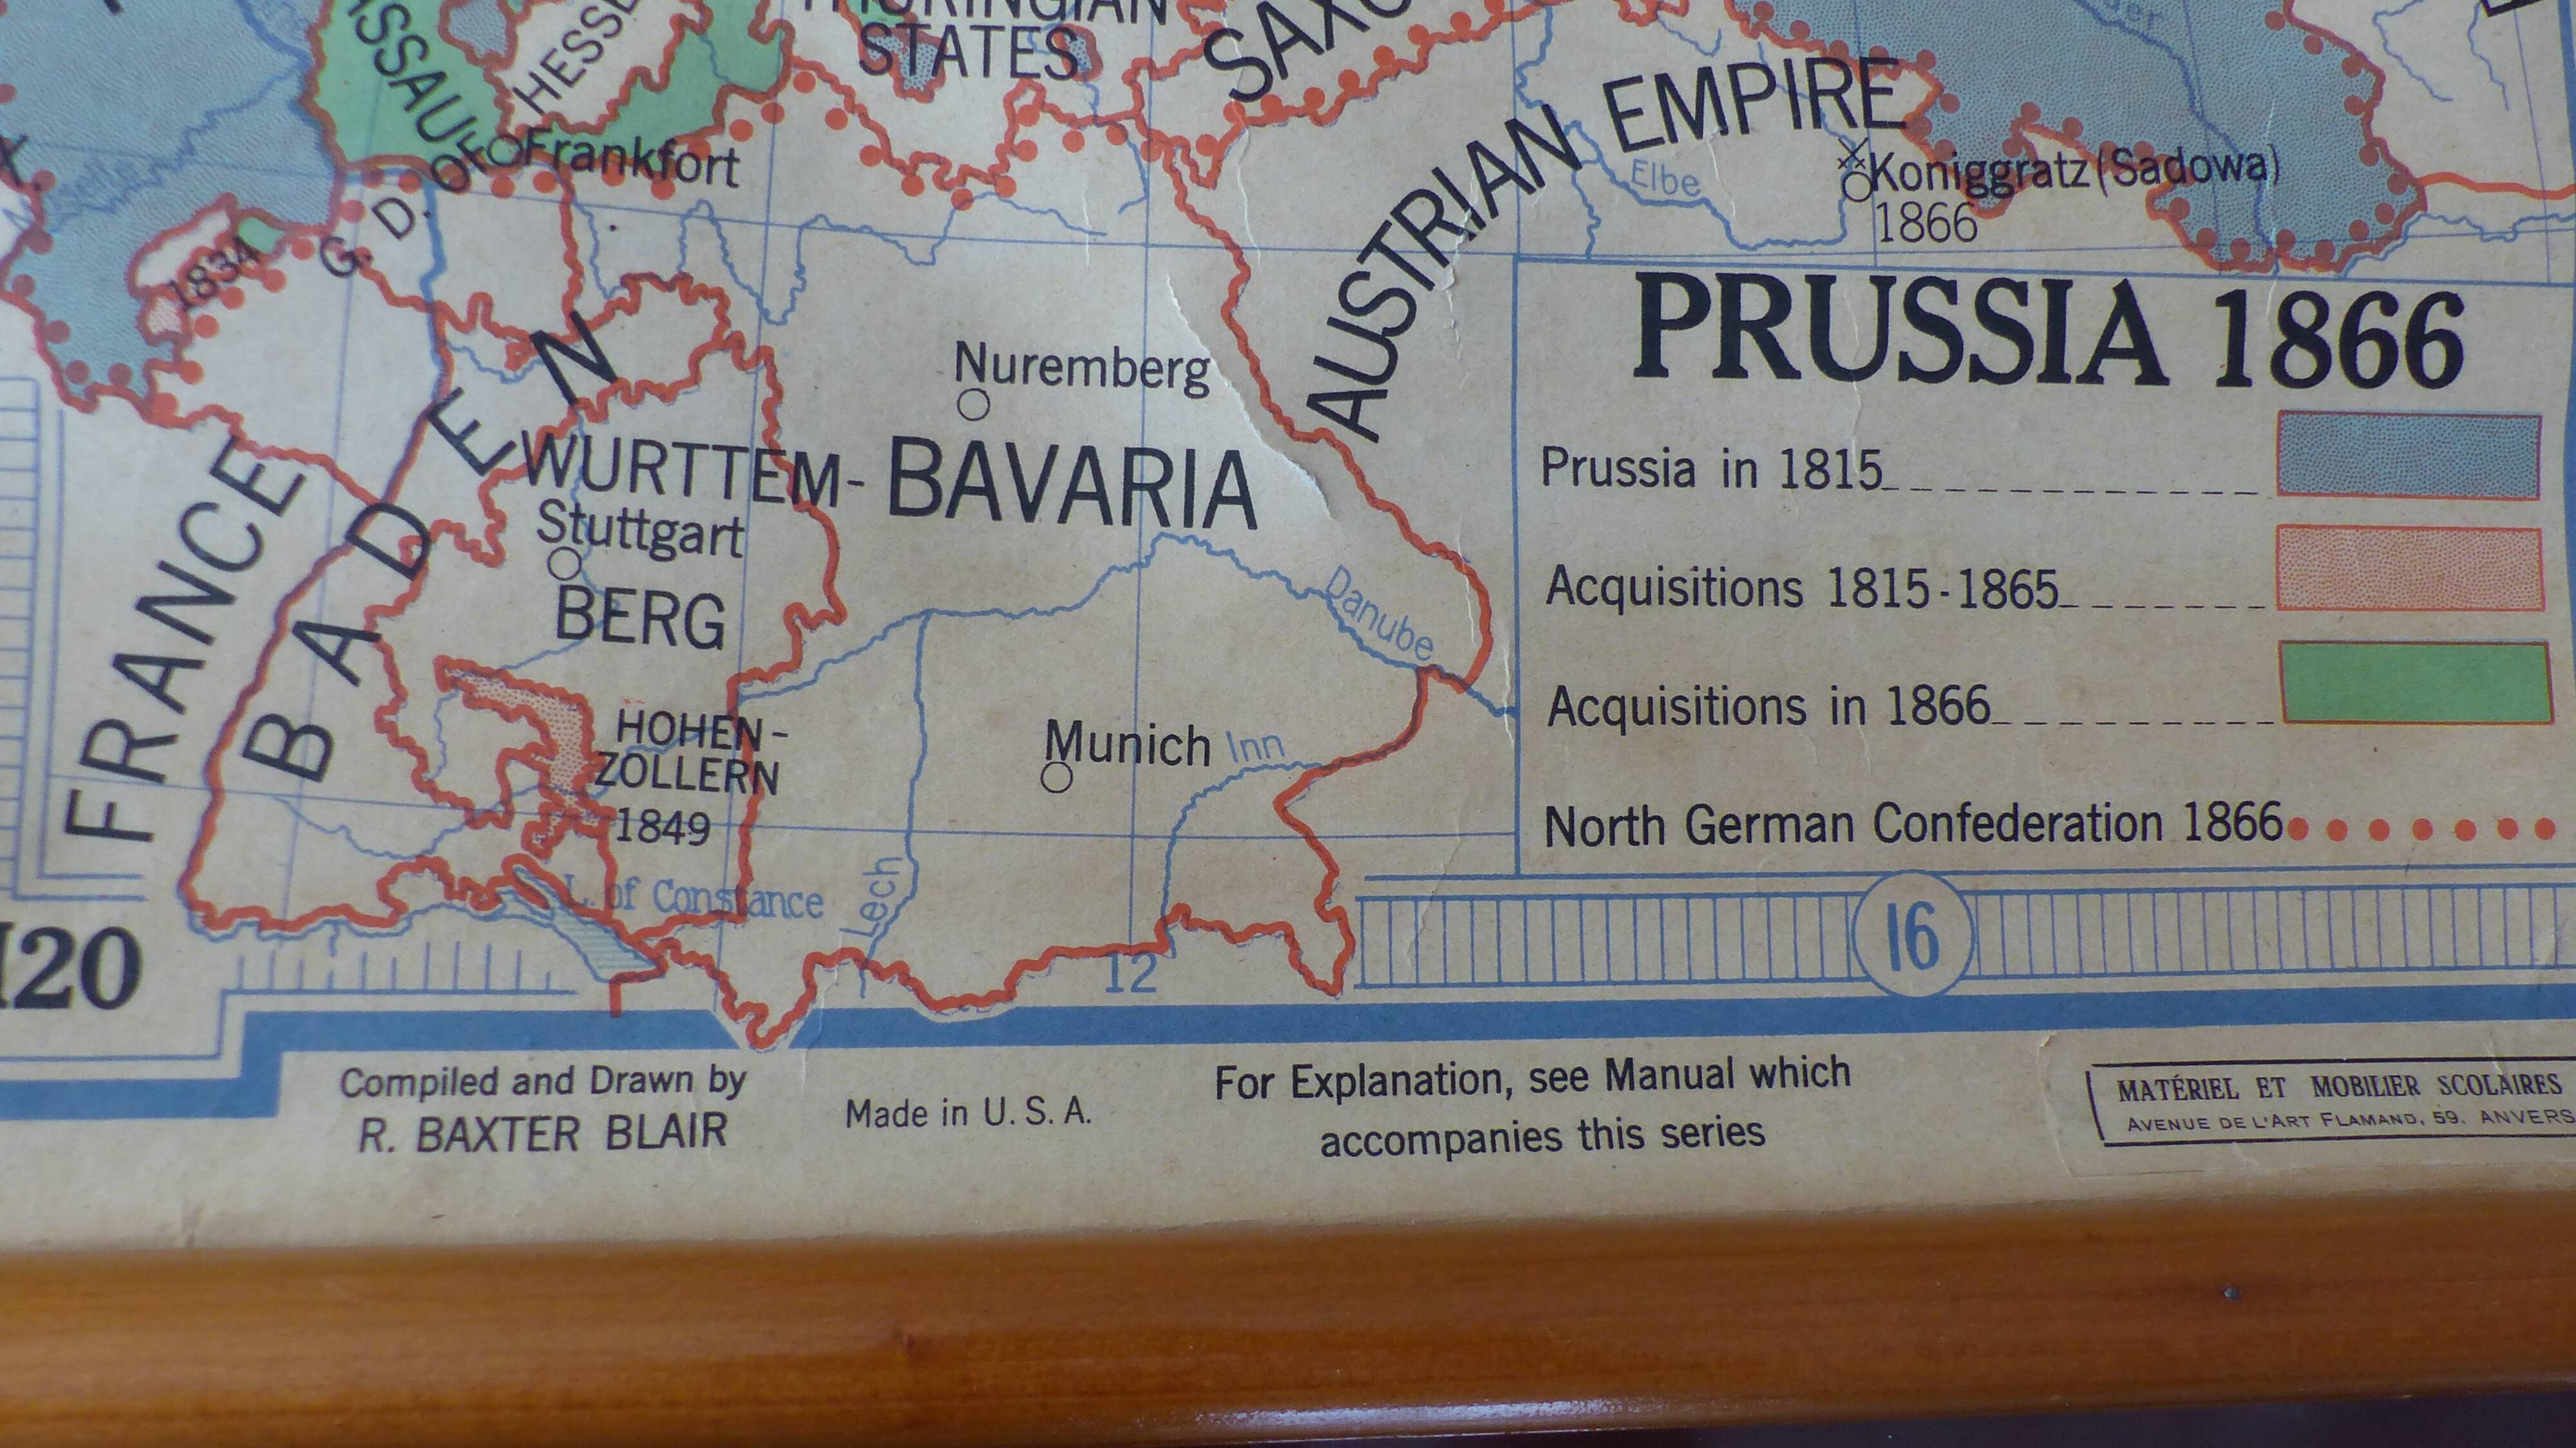 STATES
HESSE
AUSTRIAN EMPIRE
G. D. OF
Frankfort
Elbe
Koniggratz (Sadowa)
1866
1834
Nuremberg
FRANCE
BADEN
WURTTEM-
BERG
Stuttgart
BAVARIA
Danube
HOHEN-
ZOLLERN
1849
Munich
Inn
L. of Constance
Lech
12
16
120
PRUSSIA 1866
Prussia in 1815
Acquisitions 1815-1865
Acquisitions in 1866
North German Confederation 1866
Compiled and Drawn by
R. BAXTER BLAIR
Made in U.S.A.
For Explanation, see Manual which
accompanies this series
MATÉRIEL ET MOBILIER SCOLAIRES
AVENUE DE L'ART FLAMAND, 59. ANVERS